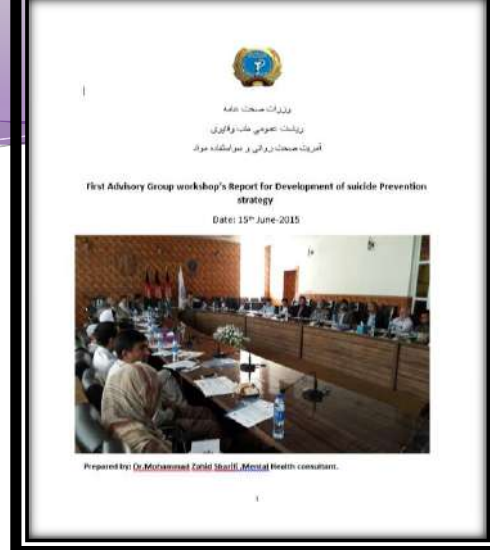 وزارت صحت عامه
ریاست عمومی طب وقایوی
آمریت صحت روانی و سواستفاده مواد
First Advisory Group workshop's Report for Development of suicide Prevention
strategy
Date: 15th June-2015
Prepared by: Dr.Mohammad Zahid Sharifi ,Mental Health consultant.
1